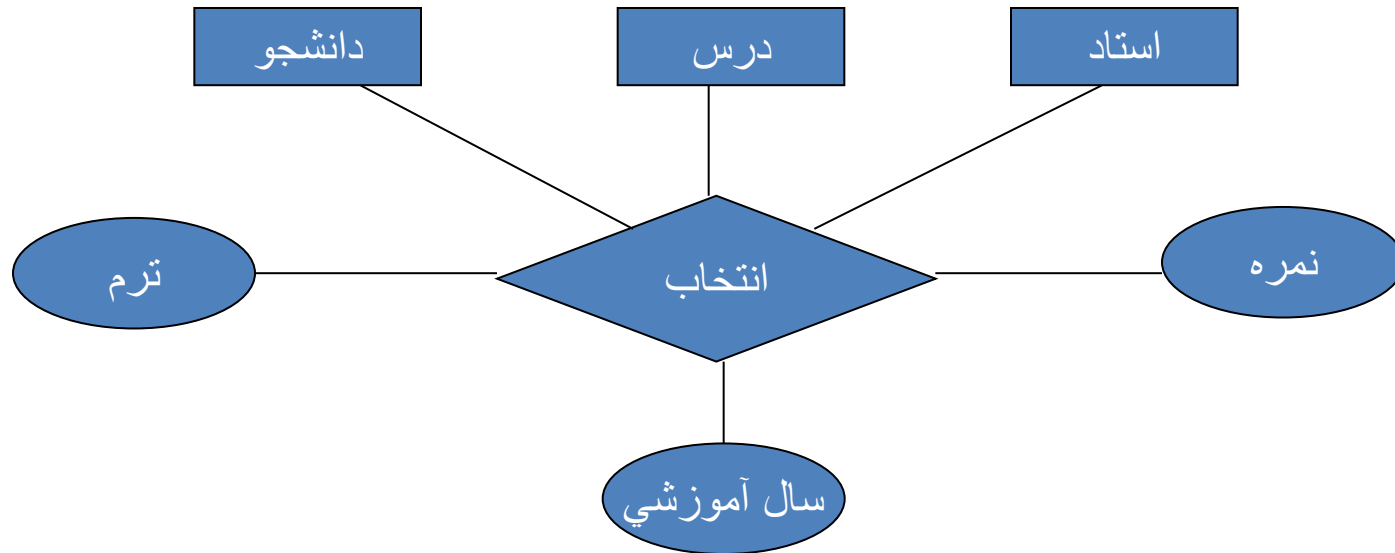 استاد
درس
دانشجو
نمره
انتخاب
ترم
سال آموزشي